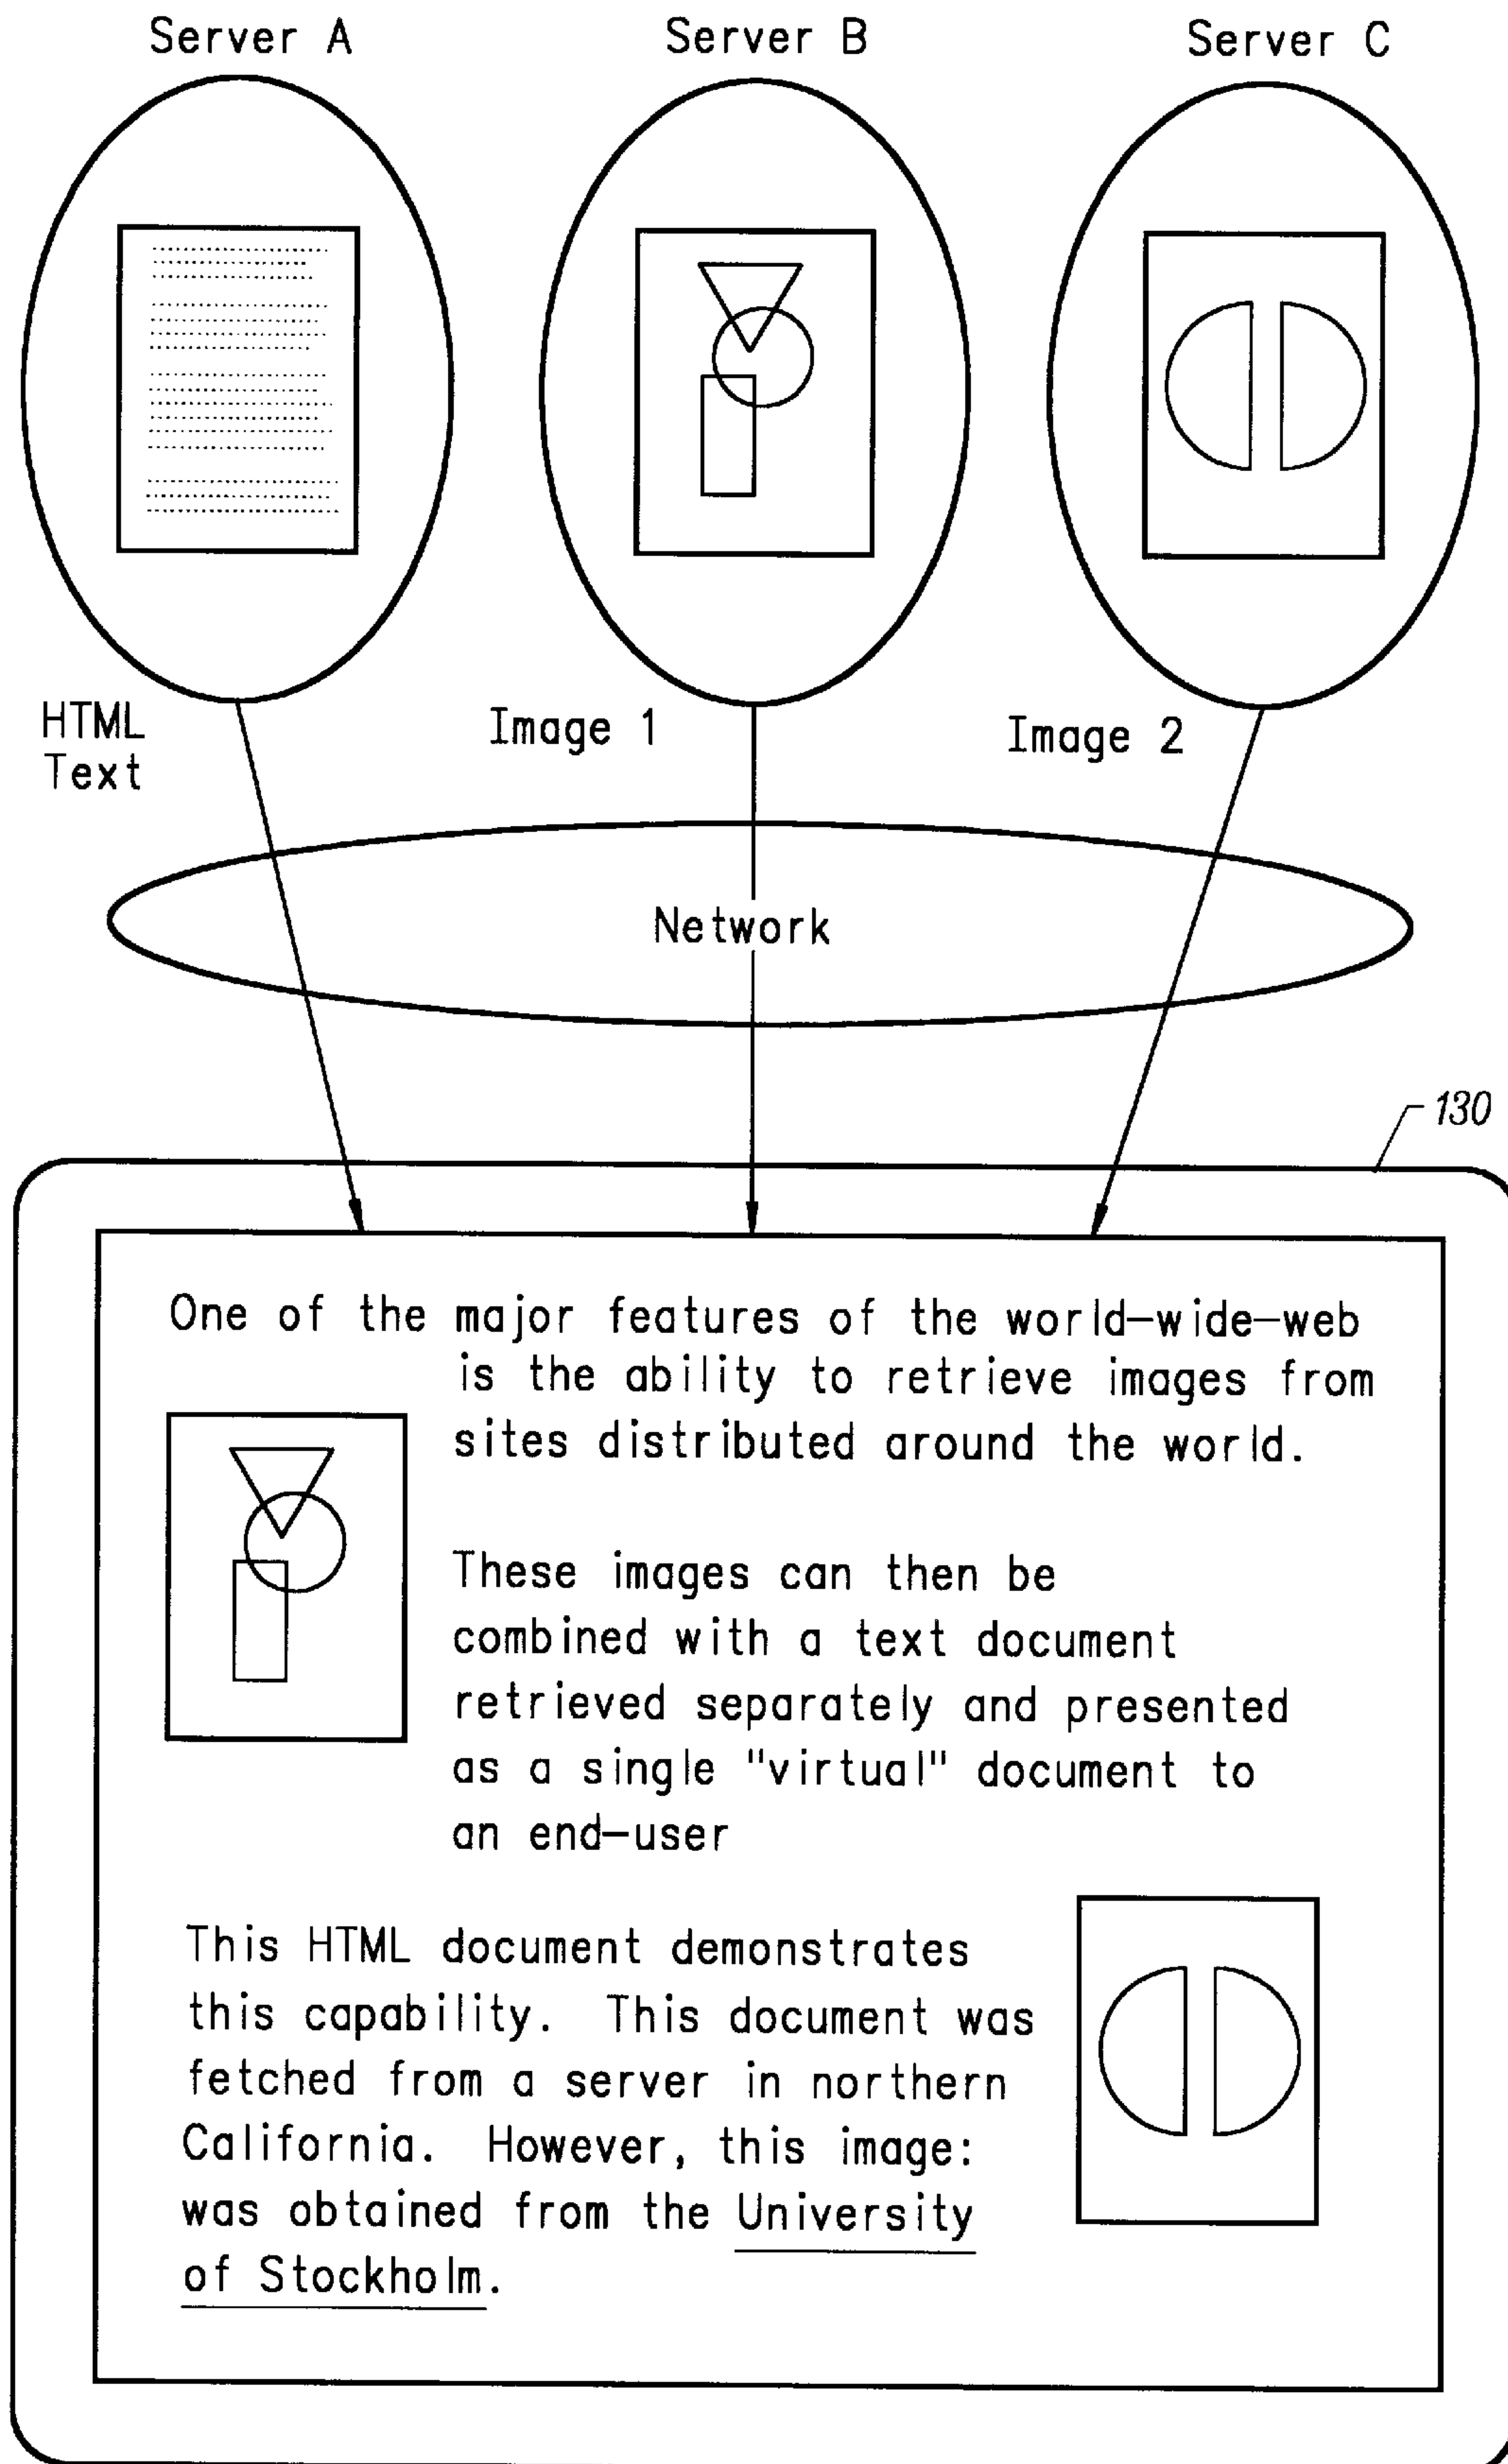 Server A
Server B
Server C
HTML
Text
Image 1
Image 2
Network
130
One of the major features of the world-wide-web
is the ability to retrieve images from
sites distributed around the world.
These images can then be
combined with a text document
retrieved separately and presented
as a single "virtual" document to
an end-user
This HTML document demonstrates
this capability. This document was
fetched from a server in northern
California. However, this image:
was obtained from the University
of Stockholm.